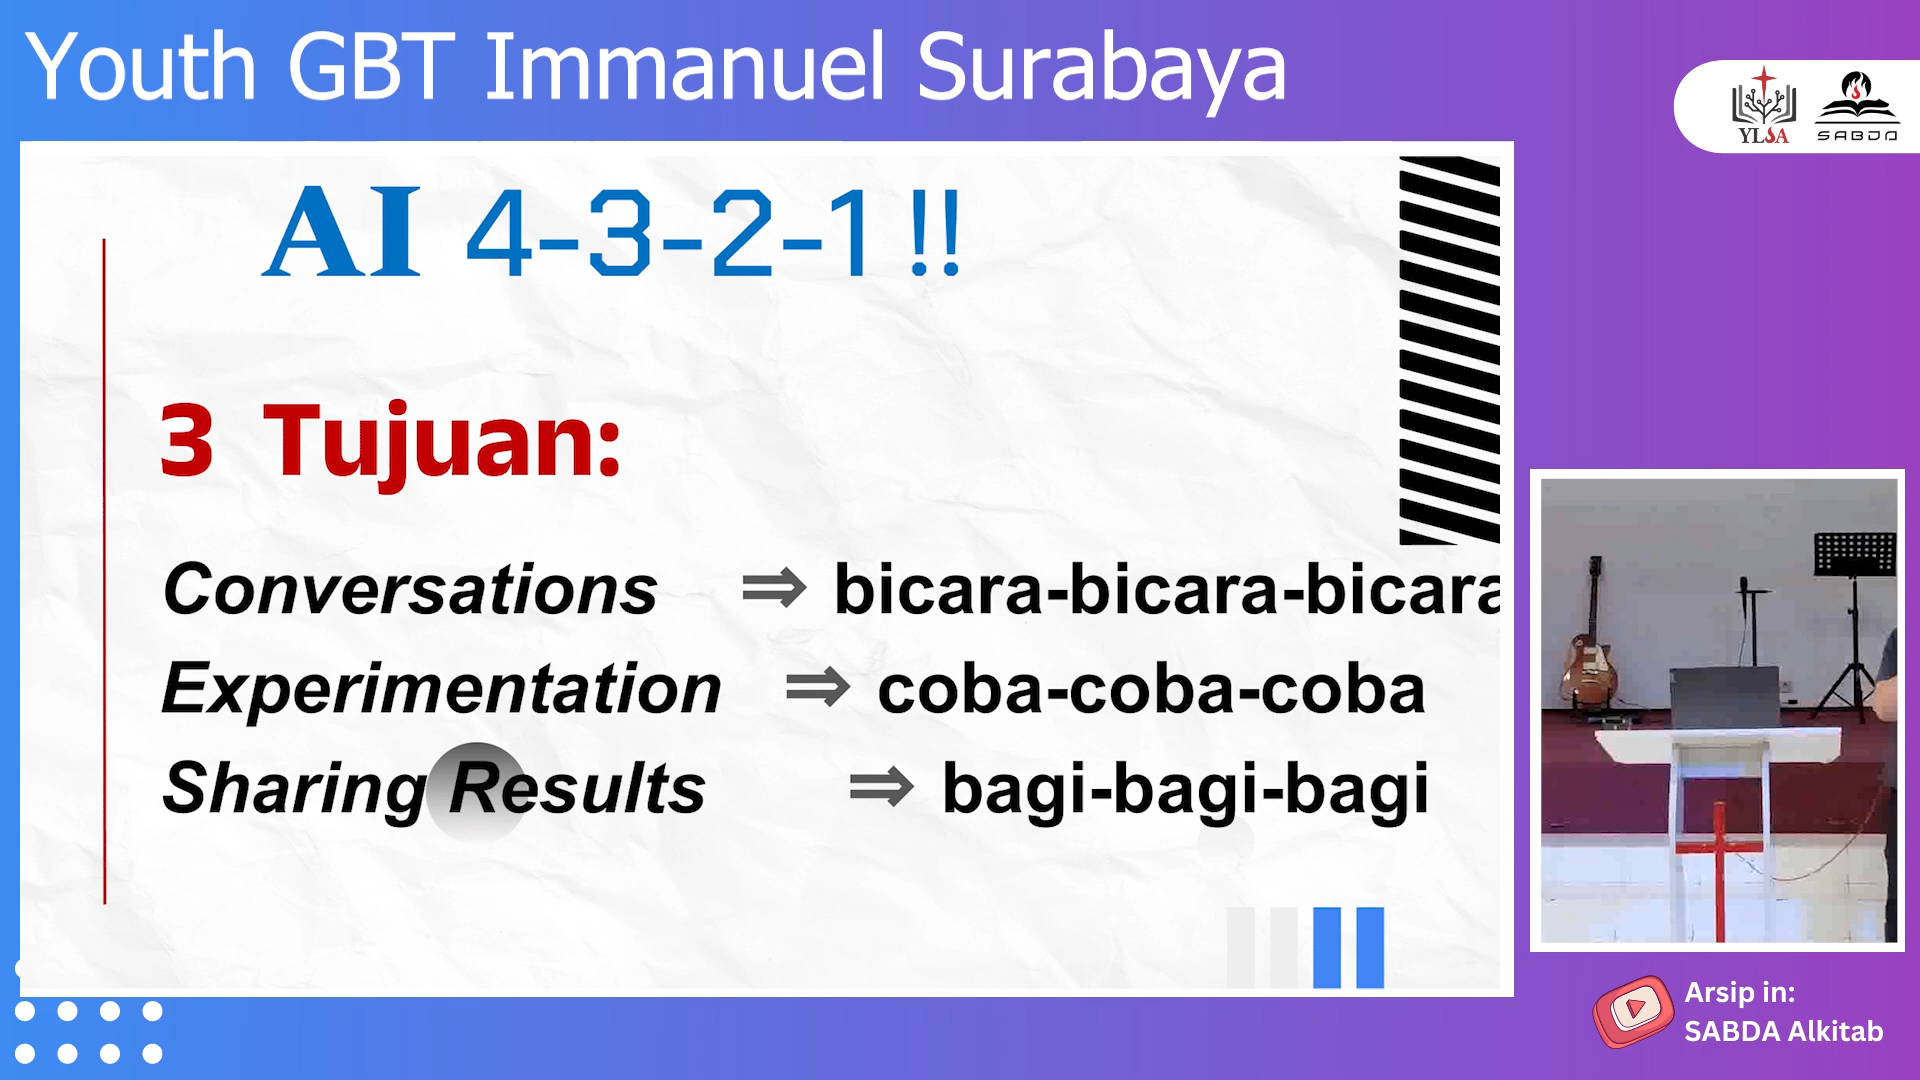 Youth GBT Immanuel Surabaya
YLSA
SABDA
AI 4-3-2-1 !!
3 Tujuan:
Conversations ⇒ bicara-bicara-bicara
Experimentation ⇒ coba-coba-coba
Sharing Results ⇒ bagi-bagi-bagi
Arsip in:
SABDA Alkitab